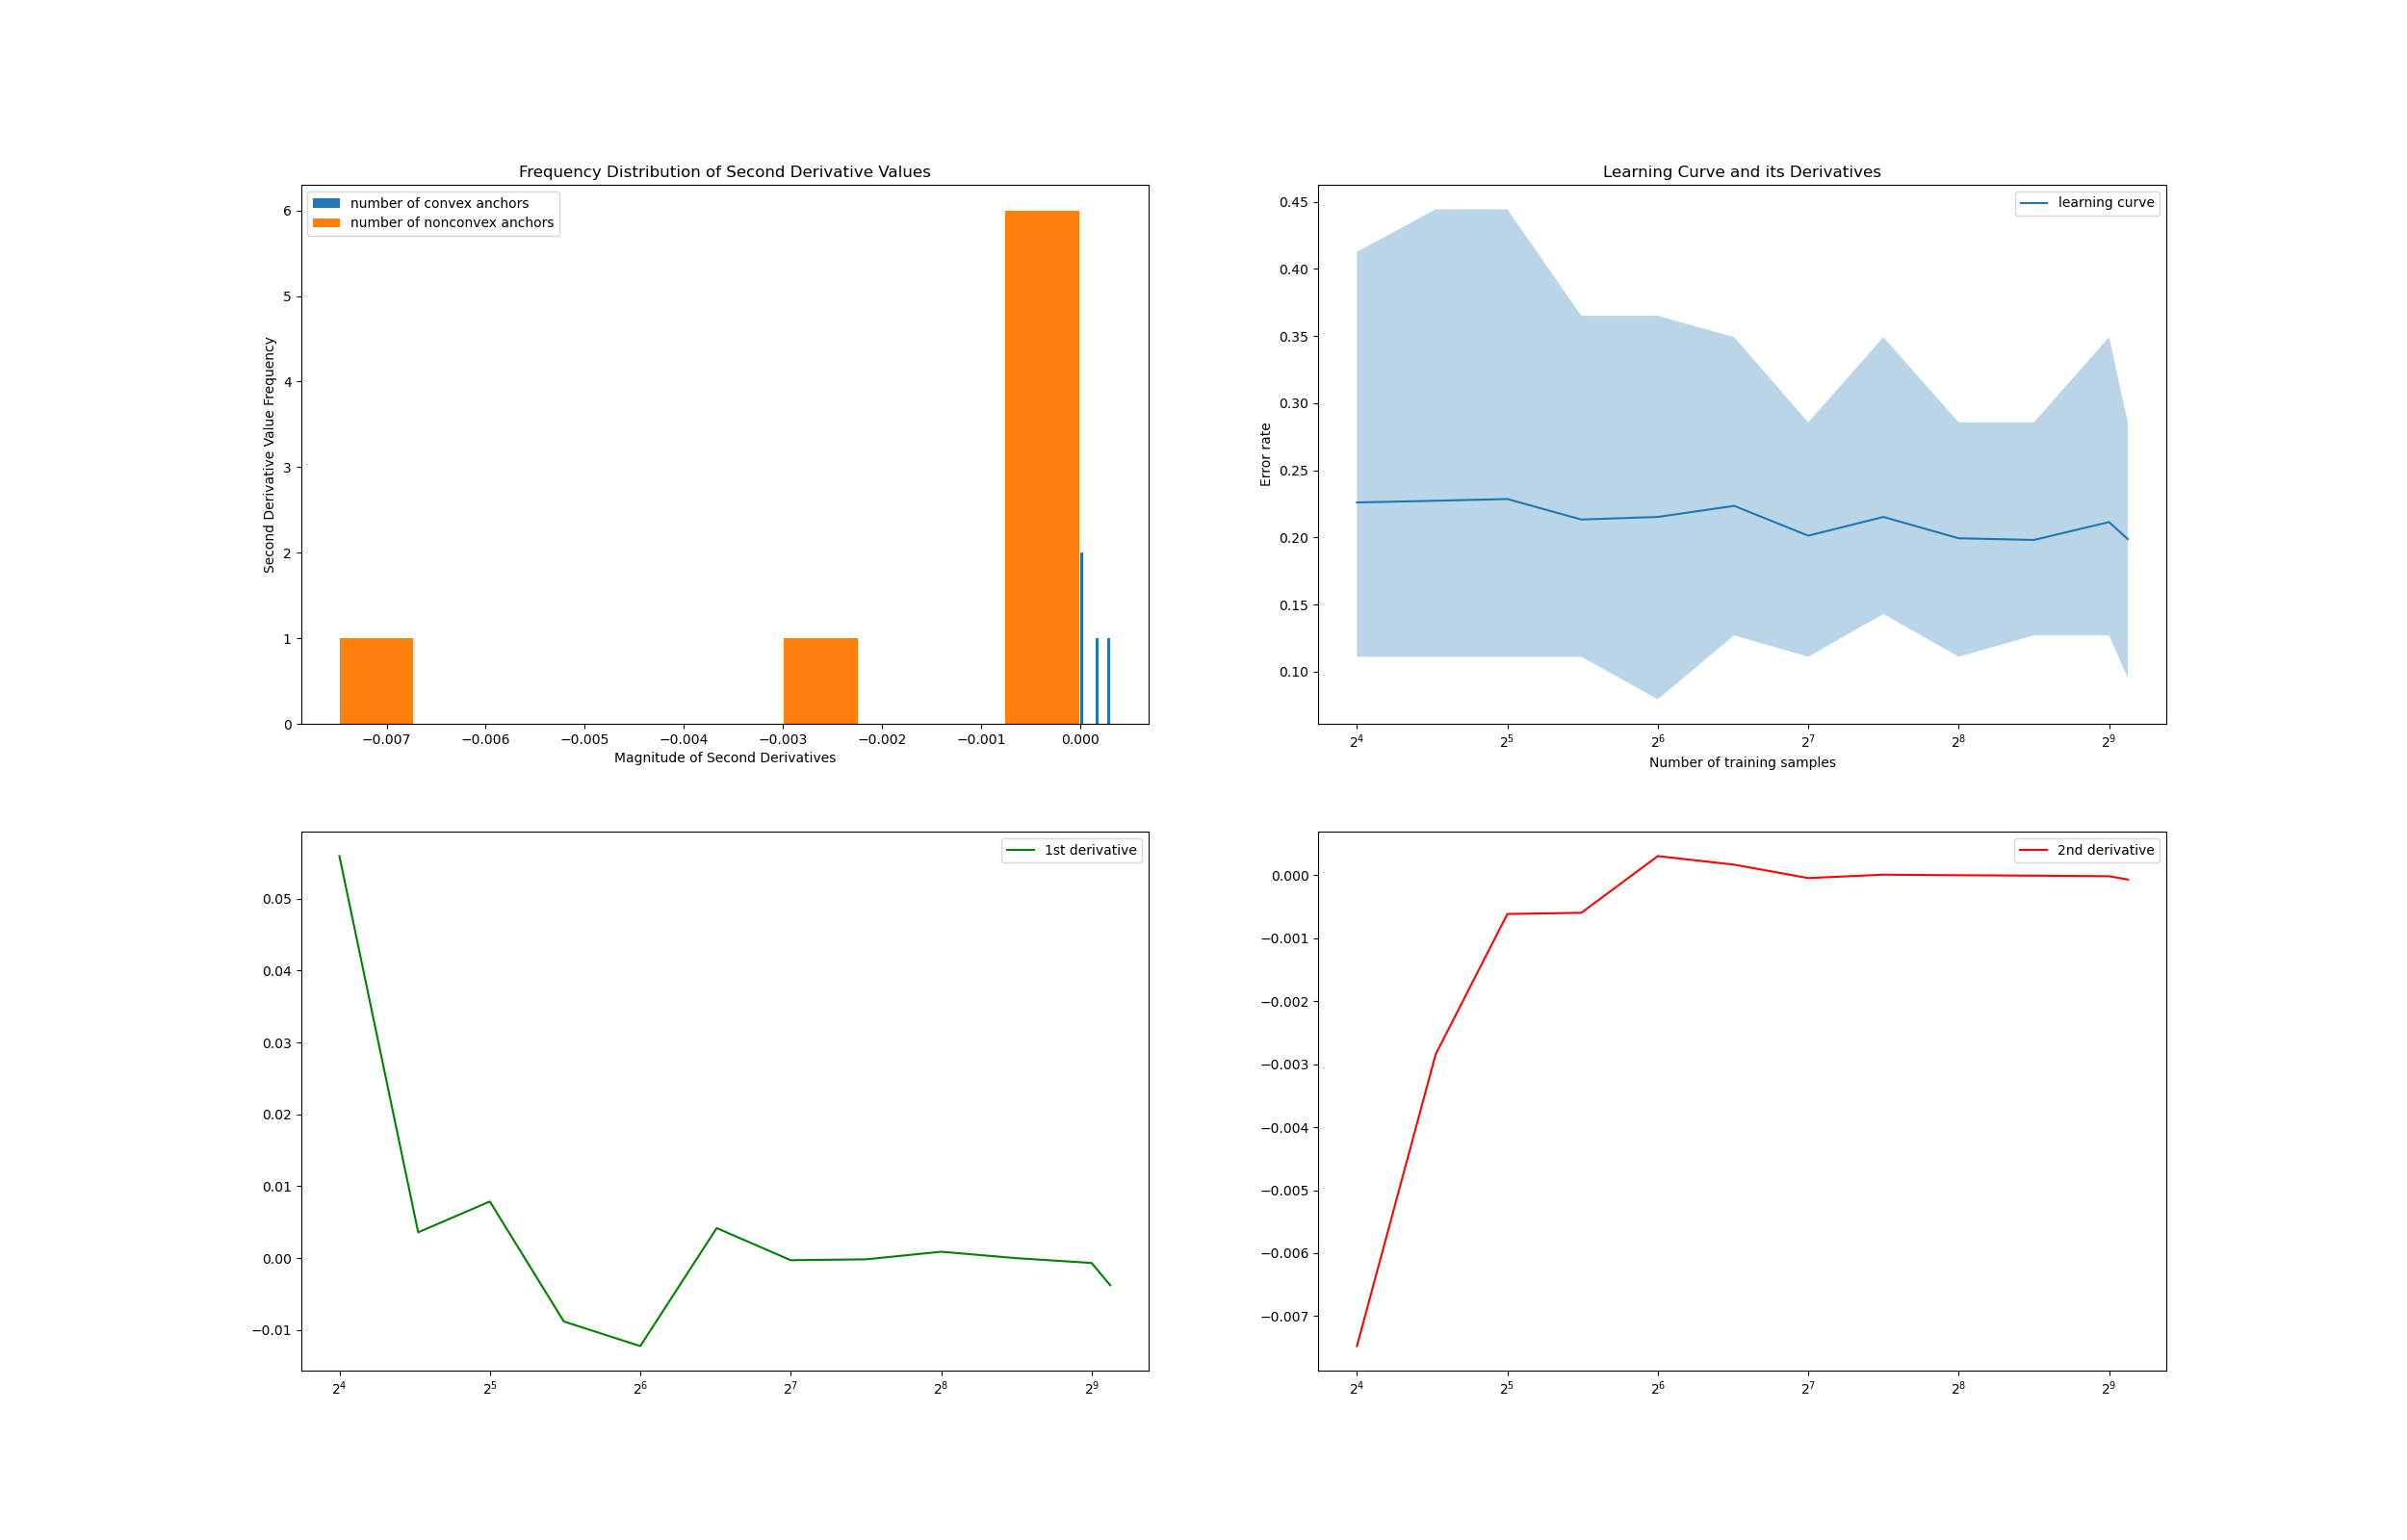 Frequency Distribution of Second Derivative Values
number of convex anchors
number of nonconvex anchors
6
5
4
3
2
1
0
Second Derivative Value Frequency
−0.007 −0.006 −0.005 −0.004 −0.003 −0.002 −0.001 0.000
Magnitude of Second Derivatives
Learning Curve and its Derivatives
learning curve
0.45
0.40
0.35
0.30
0.25
0.20
0.15
0.10
Error rate
2⁴ 2⁵ 2⁶ 2⁷ 2⁸ 2⁹
Number of training samples
1st derivative
0.05
0.04
0.03
0.02
0.01
0.00
−0.01
2⁴ 2⁵ 2⁶ 2⁷ 2⁸ 2⁹
2nd derivative
0.000
−0.001
−0.002
−0.003
−0.004
−0.005
−0.006
−0.007
2⁴ 2⁵ 2⁶ 2⁷ 2⁸ 2⁹